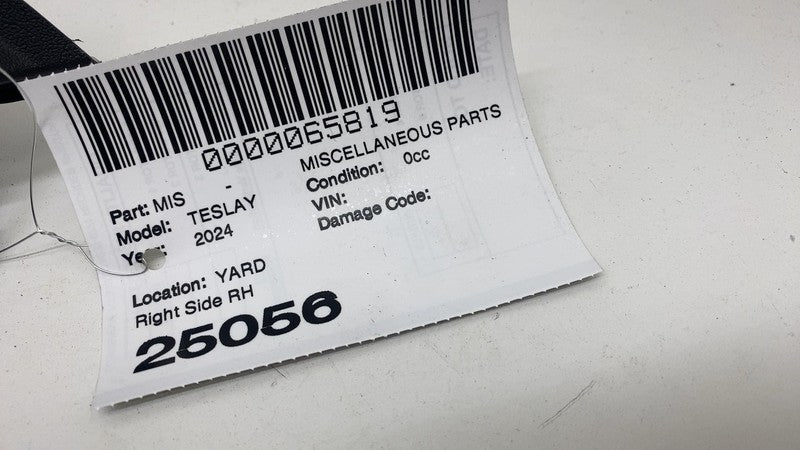 0000065819
Part: MIS - MISCELLANEOUS PARTS
Model: TESLAY Condition: 0cc
Year: 2024 VIN:
Damage Code:
Location: YARD
Right Side RH
25056